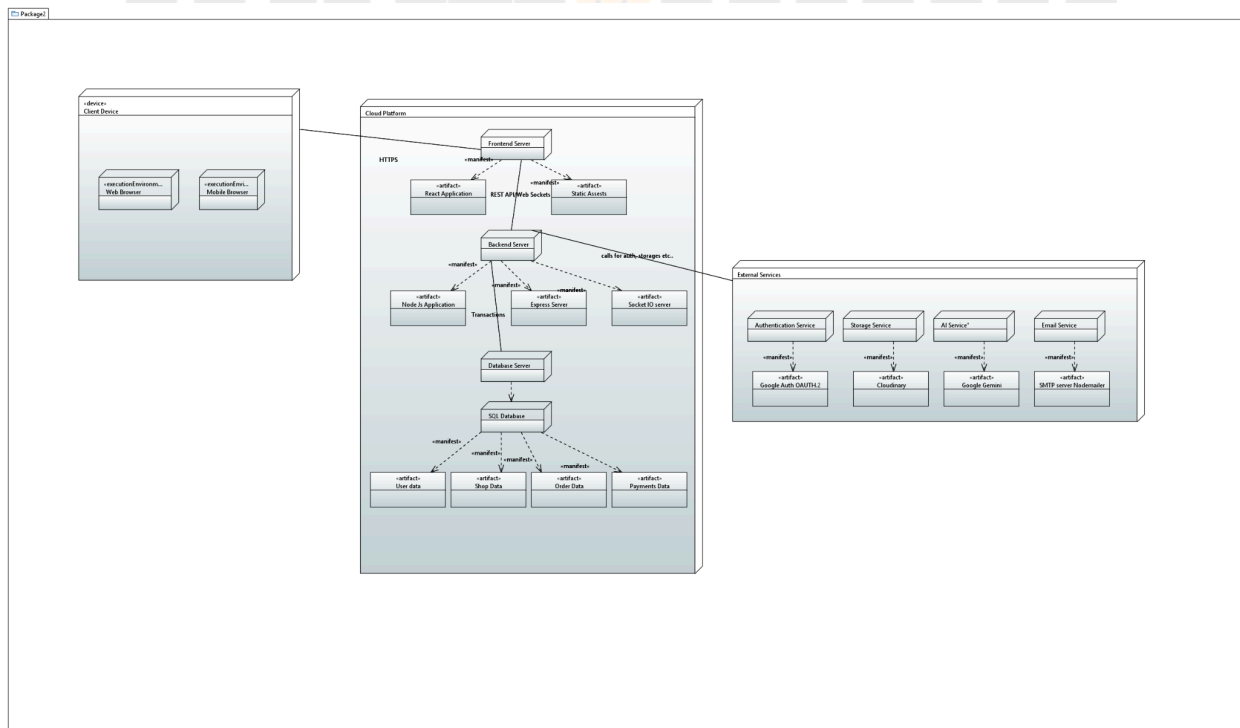 Package2
«device»
Client Device
«executionEnvironm...
Web Browser
«executionEnvi...
Mobile Browser
Cloud Platform
Frontend Server
HTTPS
«manifest»
«manifest»
«artifact»
React Application
REST API/Web Sockets
«artifact»
Static Assests
Backend Server
calls for auth, storages etc..
«manifest»
«manifest»
«manifest»
«artifact»
Node Js Application
«artifact»
Express Server
«artifact»
Socket IO server
Transactions
Database Server
SQL Database
«manifest»
«manifest»
«manifest»
«manifest»
«artifact»
User data
«artifact»
Shop Data
«artifact»
Order Data
«artifact»
Payments Data
External Services
Authentication Service
Storage Service
AI Service"
Email Service
«manifest»
«manifest»
«manifest»
«manifest»
«artifact»
Google Auth OAUTH.2
«artifact»
Cloudinary
«artifact»
Google Gemini
«artifact»
SMTP server Nodemailer